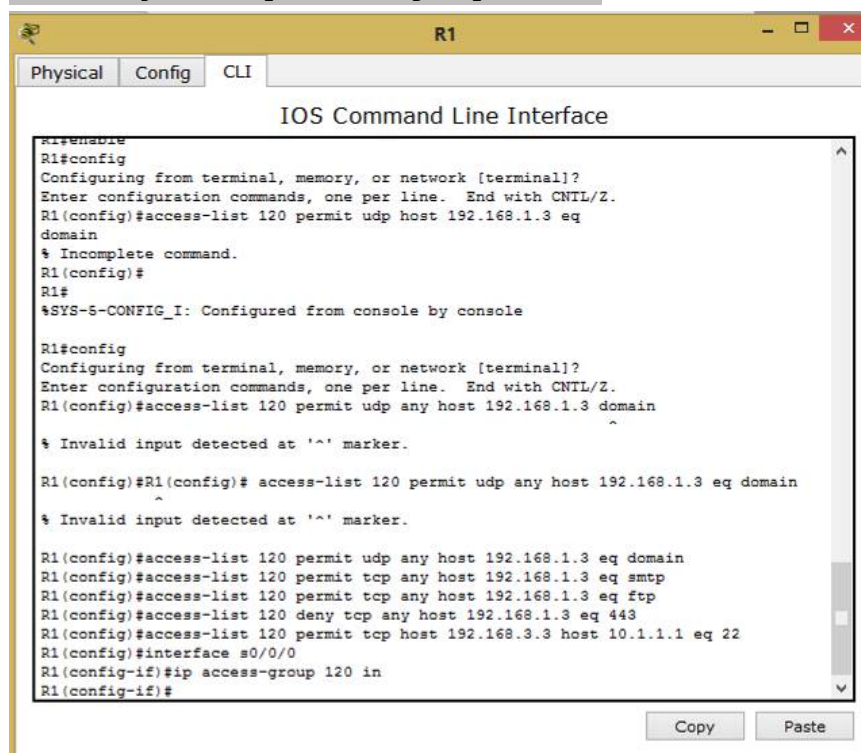 R1
Physical Config CLI
IOS Command Line Interface
R1#enable
R1#config
Configuring from terminal, memory, or network [terminal]?
Enter configuration commands, one per line. End with CNTL/Z.
R1(config)#access-list 120 permit udp host 192.168.1.3 eq
domain
% Incomplete command.
R1(config)#
R1#
%SYS-5-CONFIG_I: Configured from console by console
R1#config
Configuring from terminal, memory, or network [terminal]?
Enter configuration commands, one per line. End with CNTL/Z.
R1(config)#access-list 120 permit udp any host 192.168.1.3 domain
^
% Invalid input detected at '^' marker.
R1(config)#R1(config)# access-list 120 permit udp any host 192.168.1.3 eq domain
^
% Invalid input detected at '^' marker.
R1(config)#access-list 120 permit udp any host 192.168.1.3 eq domain
R1(config)#access-list 120 permit tcp any host 192.168.1.3 eq smtp
R1(config)#access-list 120 permit tcp any host 192.168.1.3 eq ftp
R1(config)#access-list 120 deny tcp any host 192.168.1.3 eq 443
R1(config)#access-list 120 permit tcp host 192.168.3.3 host 10.1.1.1 eq 22
R1(config)#interface s0/0/0
R1(config-if)#ip access-group 120 in
R1(config-if)#
Copy Paste